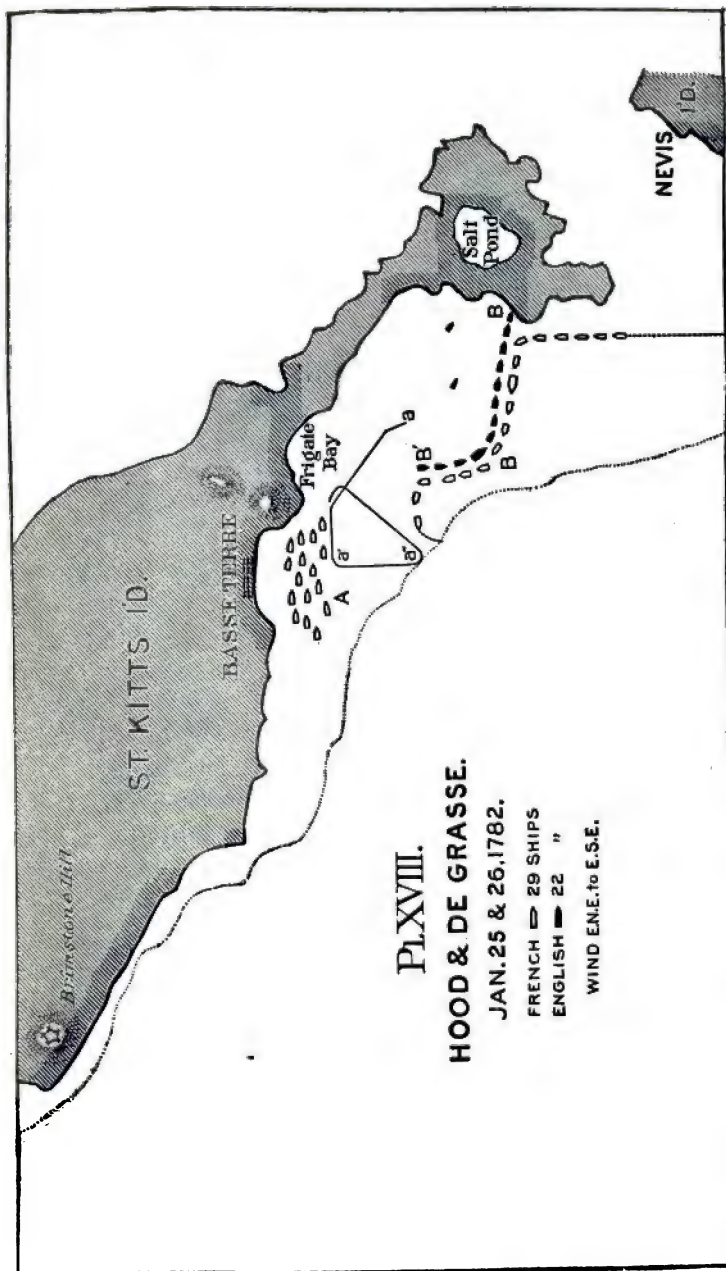 Brimstone Hill
ST. KITTS ID.
BASSE TERRE
Frigate
Bay
Salt
Pond
NEVIS
I'D.
A
a
a'
a"
B
B'
B
PL.XVIII.
HOOD & DE GRASSE.
JAN. 25 & 26, 1782.
FRENCH 29 SHIPS
ENGLISH 22 "
WIND E.N.E. to E.S.E.